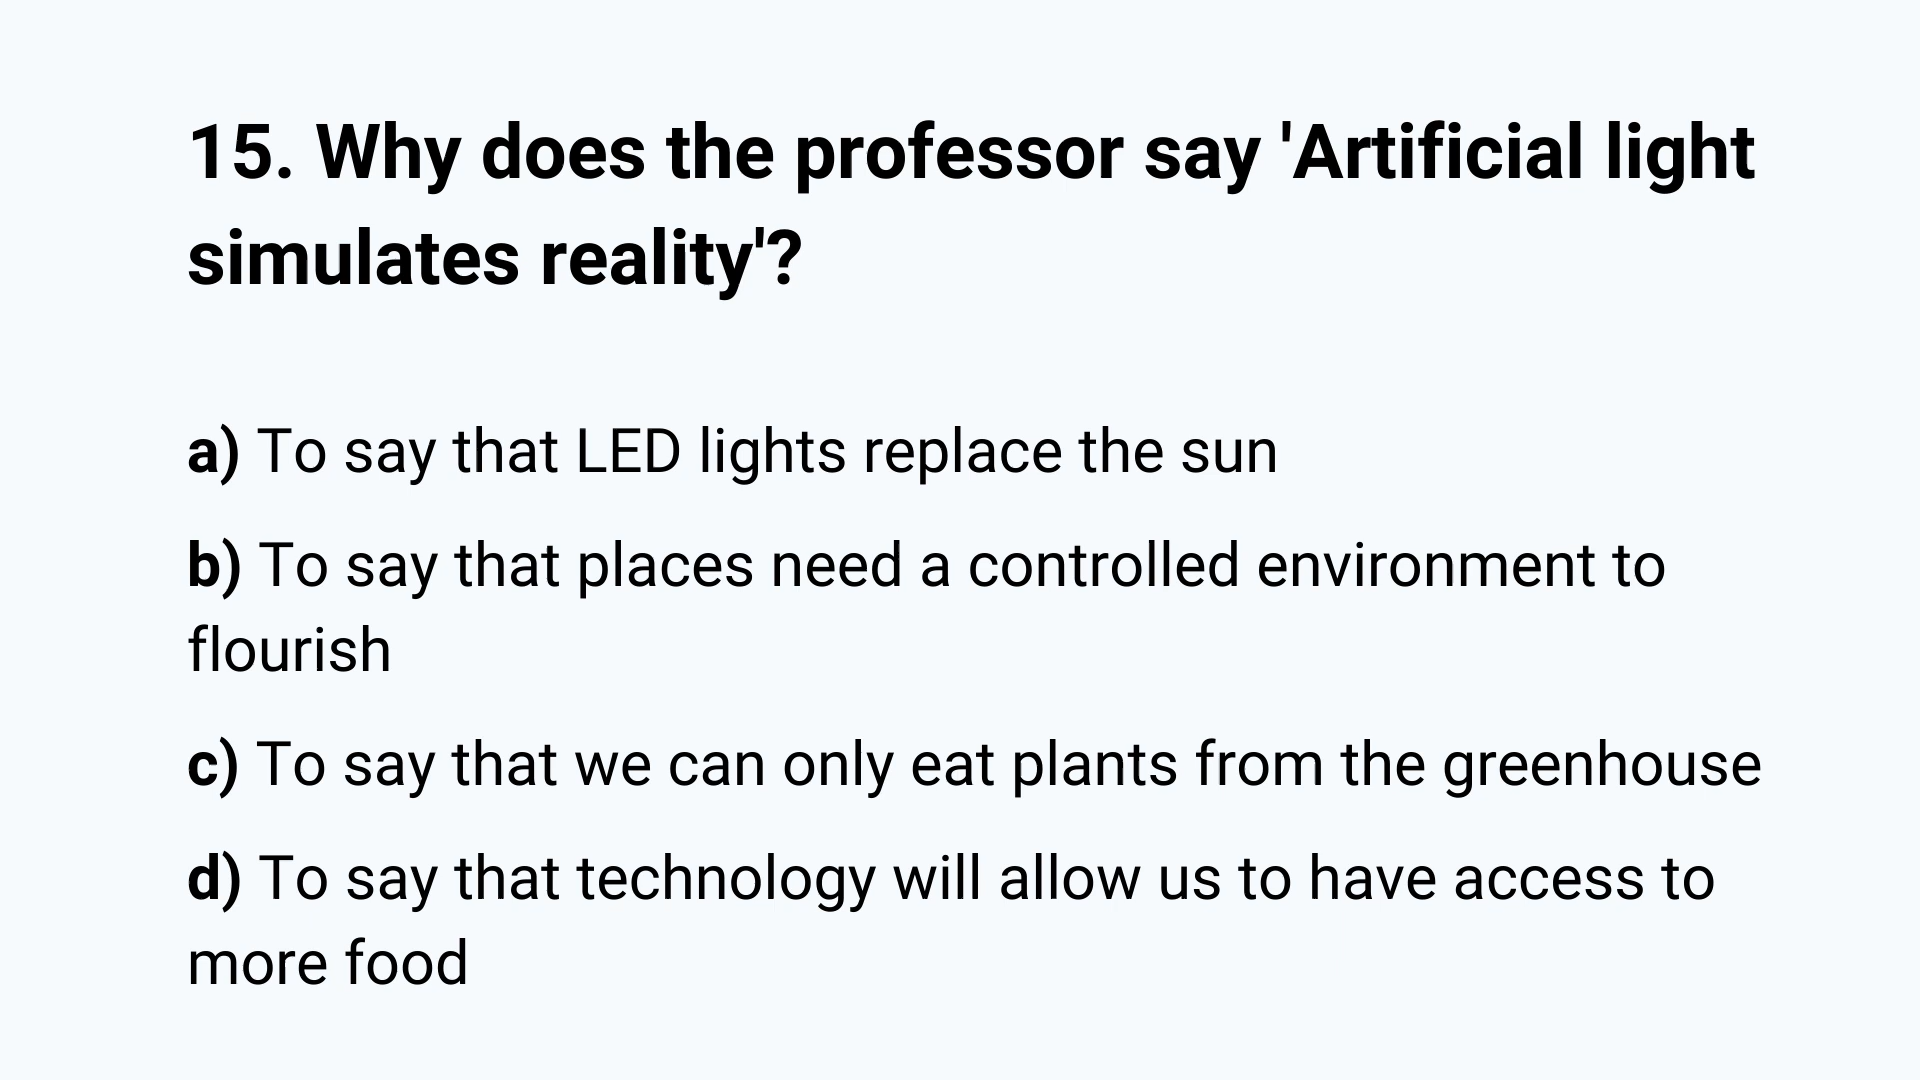 15. Why does the professor say 'Artificial light
simulates reality'?
a) To say that LED lights replace the sun
b) To say that places need a controlled environment to
flourish
c) To say that we can only eat plants from the greenhouse
d) To say that technology will allow us to have access to
more food